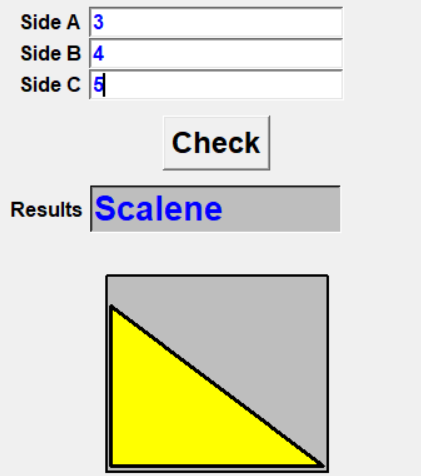 Side A 3
Side B 4
Side C 5
Check
Results Scalene